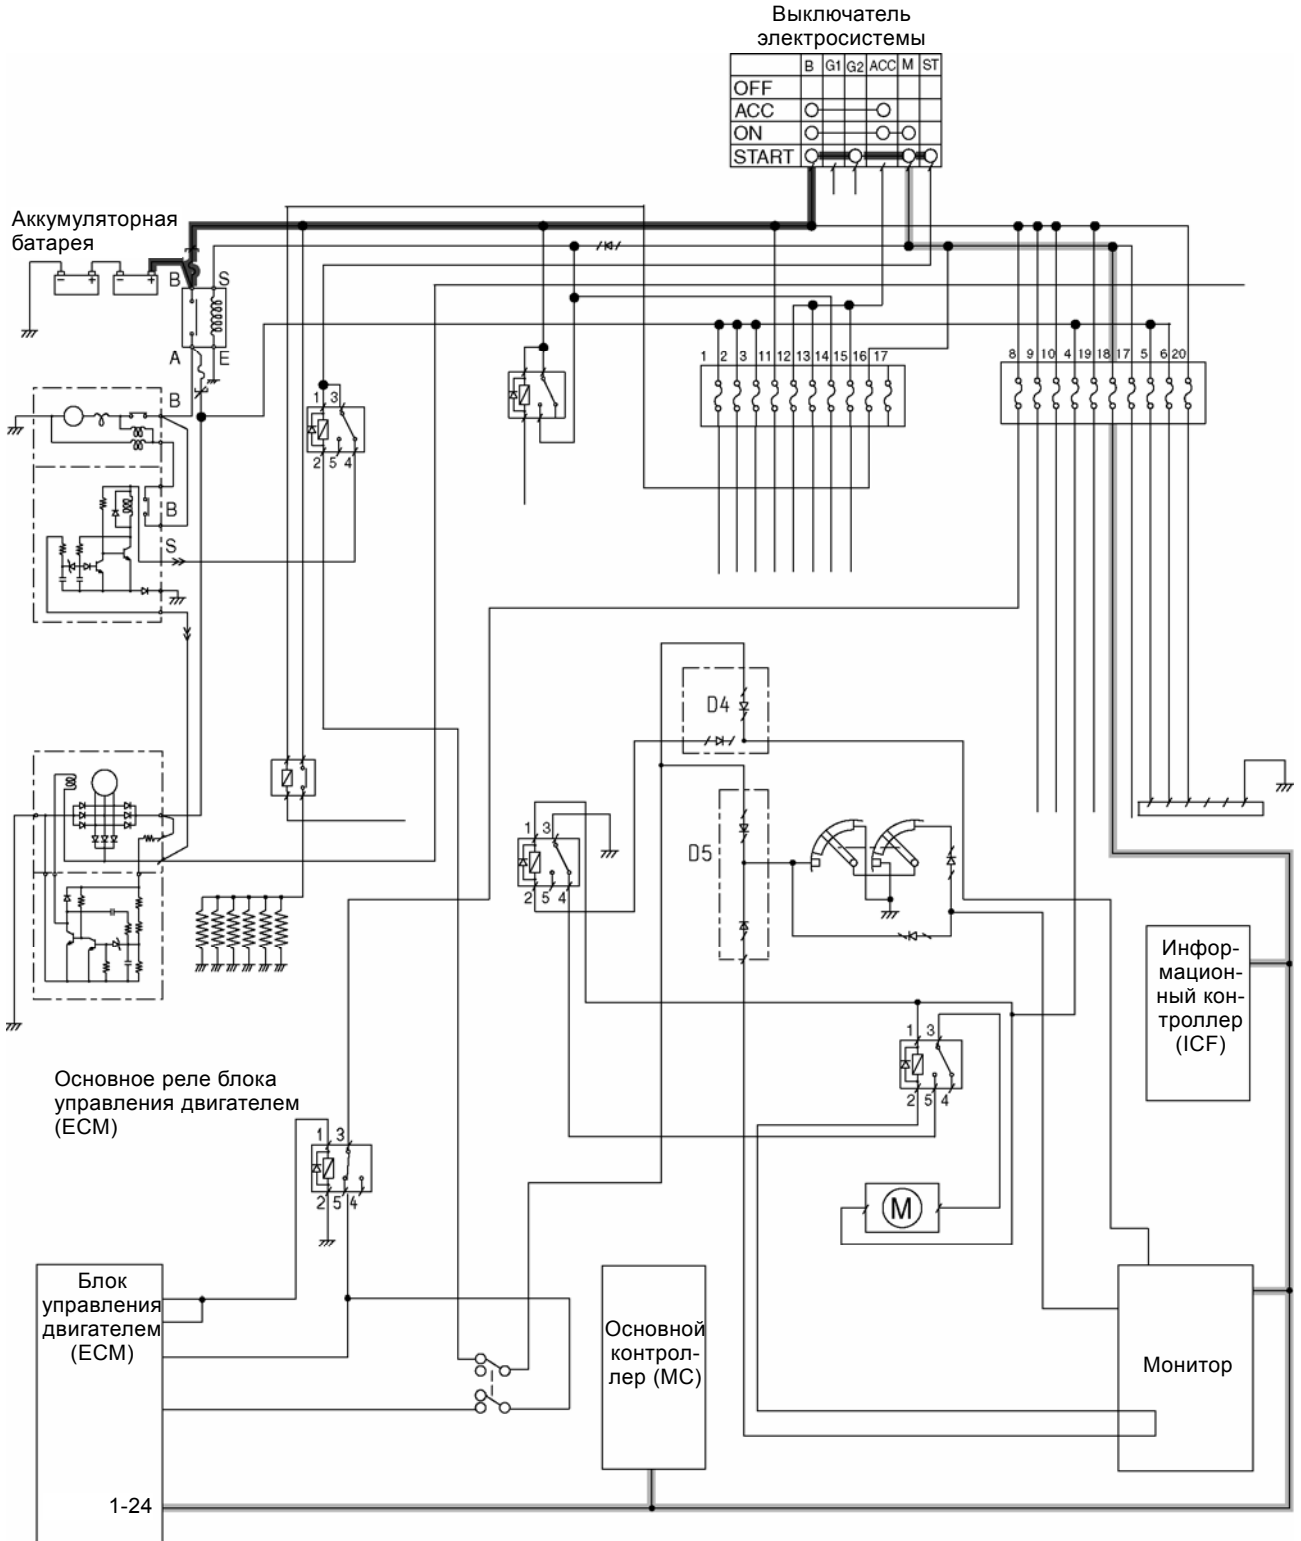 Выключатель
электросистемы
B G1 G2 ACC M ST
OFF
ACC
ON
START
Аккумуляторная
батарея
B S
A E
B
B
S
1 3
2 5 4
1 2 3 11 12 13 14 15 16 17
8 9 10 4 19 18 17 5 6 20
D4
D5
1 3
2 5 4
1 3
2 5 4
M
Инфор-
мацион-
ный кон-
троллер
(ICF)
Основное реле блока
управления двигателем
(ECM)
1 3
2 5 4
Блок
управления
двигателем
(ECM)
1-24
Основной
контрол-
лер (MC)
Монитор